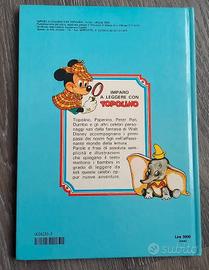 IMPARO
A LEGGERE CON
TOPOLINO
Topolino, Paperino, Peter Pan,
Dumbo e gli altri celebri perso-
naggi nati dalla fantasia di Walt
Disney accompagnano i primi
passi dei nostri figli nell'affasci-
nante mondo della lettura.
Parole e frasi di assoluta sem-
plicità e illustrazioni
che spiegano il testo
mettono i bambini in
grado di leggere da
soli queste celebri op-
pur nuove avventure.
Lire 3000
Subito